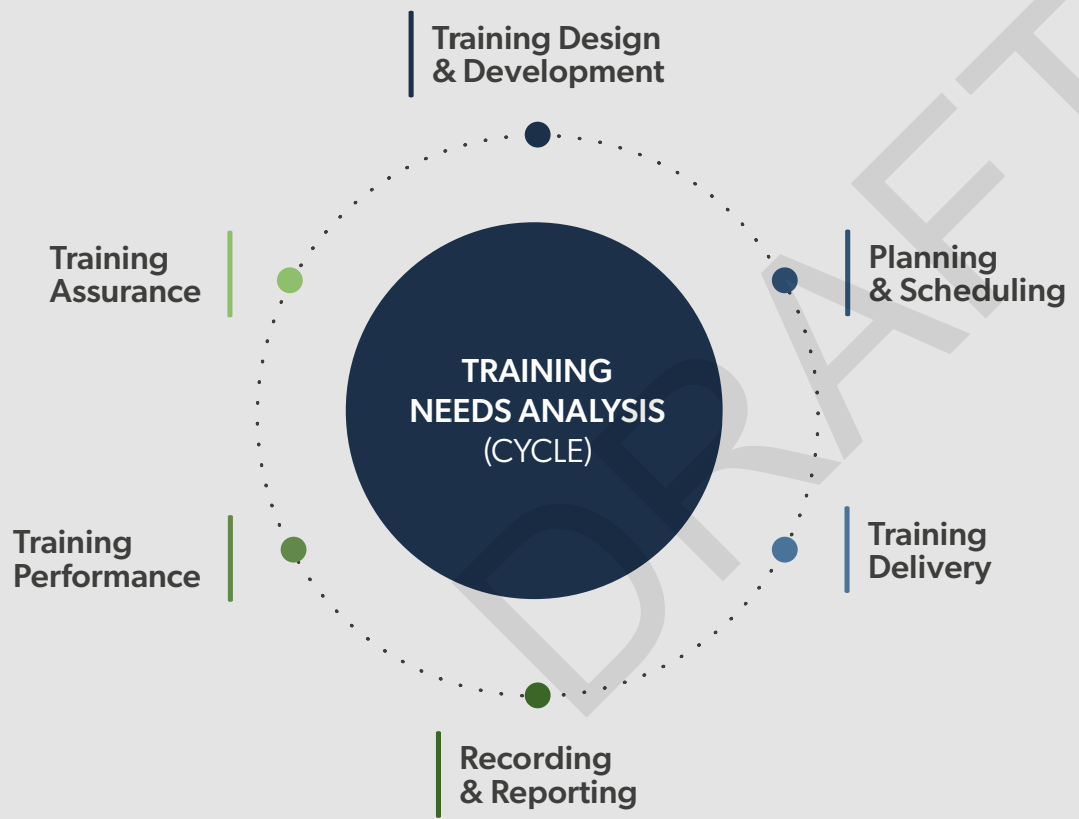 Training Design
& Development
Planning
& Scheduling
Training
Delivery
Recording
& Reporting
Training
Performance
Training
Assurance
TRAINING
NEEDS ANALYSIS
(CYCLE)
DRAFT